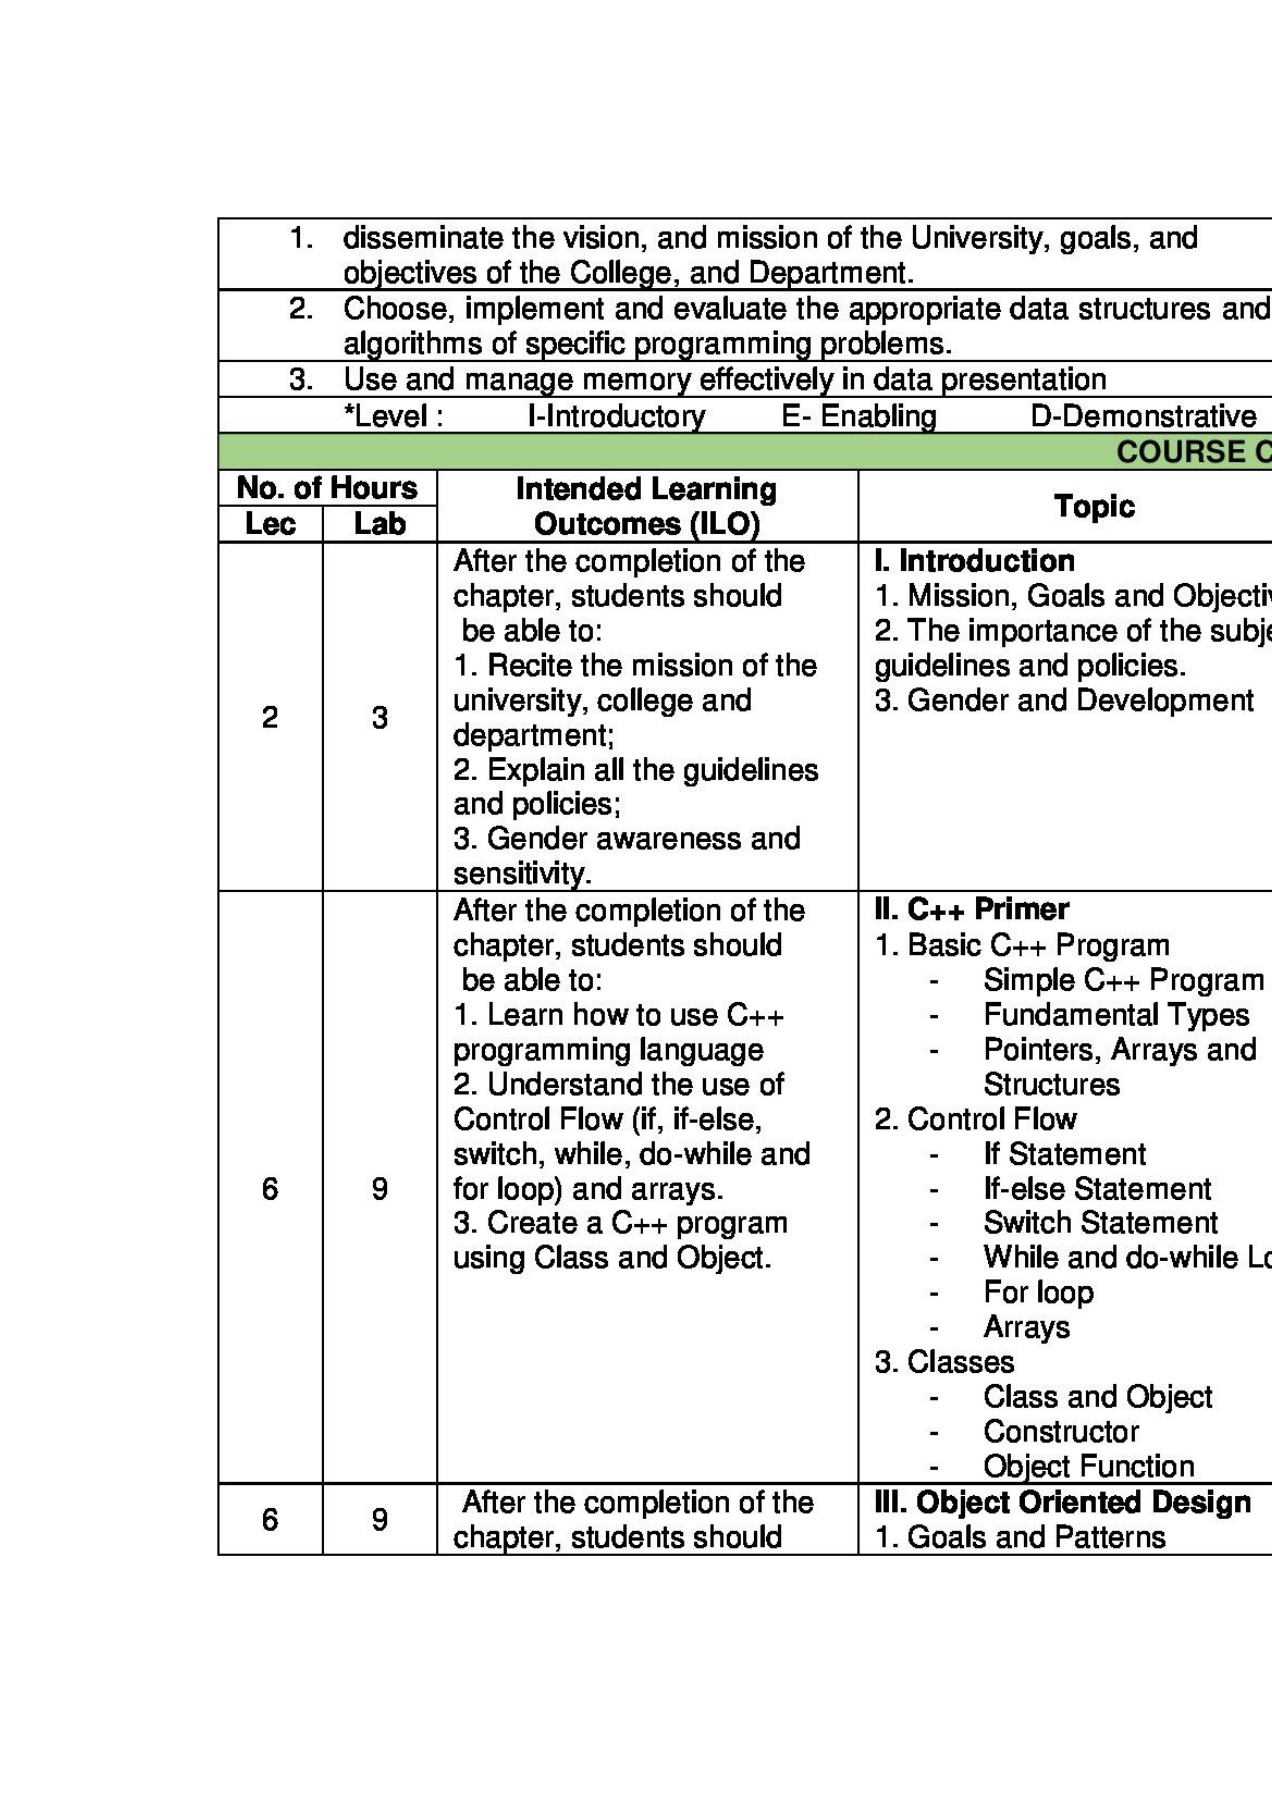 1. disseminate the vision, and mission of the University, goals, and
objectives of the College, and Department.
2. Choose, implement and evaluate the appropriate data structures and
algorithms of specific programming problems.
3. Use and manage memory effectively in data presentation
*Level : I-Introductory E- Enabling D-Demonstrative
COURSE C
No. of Hours
Lec Lab
Intended Learning
Outcomes (ILO)
Topic
2
3
After the completion of the
chapter, students should
be able to:
1. Recite the mission of the
university, college and
department;
2. Explain all the guidelines
and policies;
3. Gender awareness and
sensitivity.
I. Introduction
1. Mission, Goals and Objectiv
2. The importance of the subje
guidelines and policies.
3. Gender and Development
6
9
After the completion of the
chapter, students should
be able to:
1. Learn how to use C++
programming language
2. Understand the use of
Control Flow (if, if-else,
switch, while, do-while and
for loop) and arrays.
3. Create a C++ program
using Class and Object.
II. C++ Primer
1. Basic C++ Program
- Simple C++ Program
- Fundamental Types
- Pointers, Arrays and
Structures
2. Control Flow
- If Statement
- If-else Statement
- Switch Statement
- While and do-while Lo
- For loop
- Arrays
3. Classes
- Class and Object
- Constructor
- Object Function
6
9
After the completion of the
chapter, students should
III. Object Oriented Design
1. Goals and Patterns